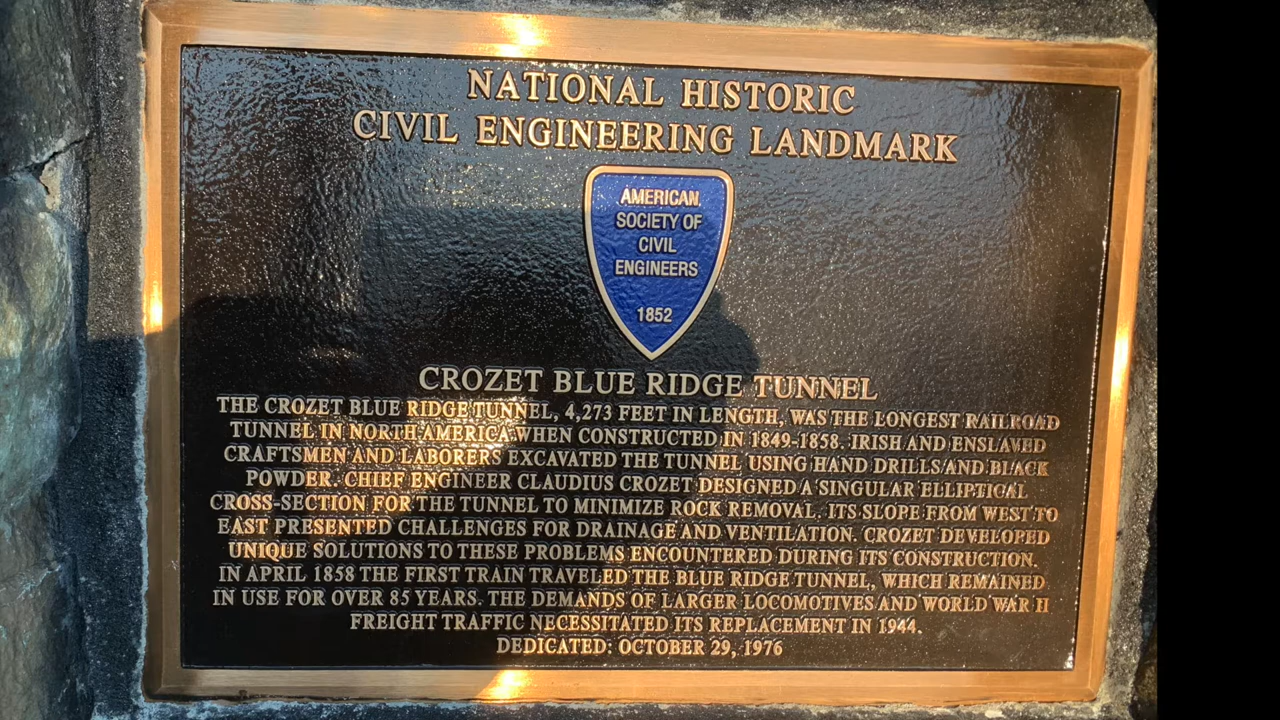 NATIONAL HISTORIC
CIVIL ENGINEERING LANDMARK
AMERICAN
SOCIETY OF
CIVIL
ENGINEERS
1852
CROZET BLUE RIDGE TUNNEL
THE CROZET BLUE RIDGE TUNNEL, 4,273 FEET IN LENGTH, WAS THE LONGEST RAILROAD
TUNNEL IN NORTH AMERICA WHEN CONSTRUCTED IN 1849-1858. IRISH AND ENSLAVED
CRAFTSMEN AND LABORERS EXCAVATED THE TUNNEL USING HAND DRILLS AND BLACK
POWDER. CHIEF ENGINEER CLAUDIUS CROZET DESIGNED A SINGULAR ELLIPTICAL
CROSS-SECTION FOR THE TUNNEL TO MINIMIZE ROCK REMOVAL. ITS SLOPE FROM WEST TO
EAST PRESENTED CHALLENGES FOR DRAINAGE AND VENTILATION. CROZET DEVELOPED
UNIQUE SOLUTIONS TO THESE PROBLEMS ENCOUNTERED DURING ITS CONSTRUCTION.
IN APRIL 1858 THE FIRST TRAIN TRAVELED THE BLUE RIDGE TUNNEL, WHICH REMAINED
IN USE FOR OVER 85 YEARS. THE DEMANDS OF LARGER LOCOMOTIVES AND WORLD WAR II
FREIGHT TRAFFIC NECESSITATED ITS REPLACEMENT IN 1944.
DEDICATED: OCTOBER 29, 1976